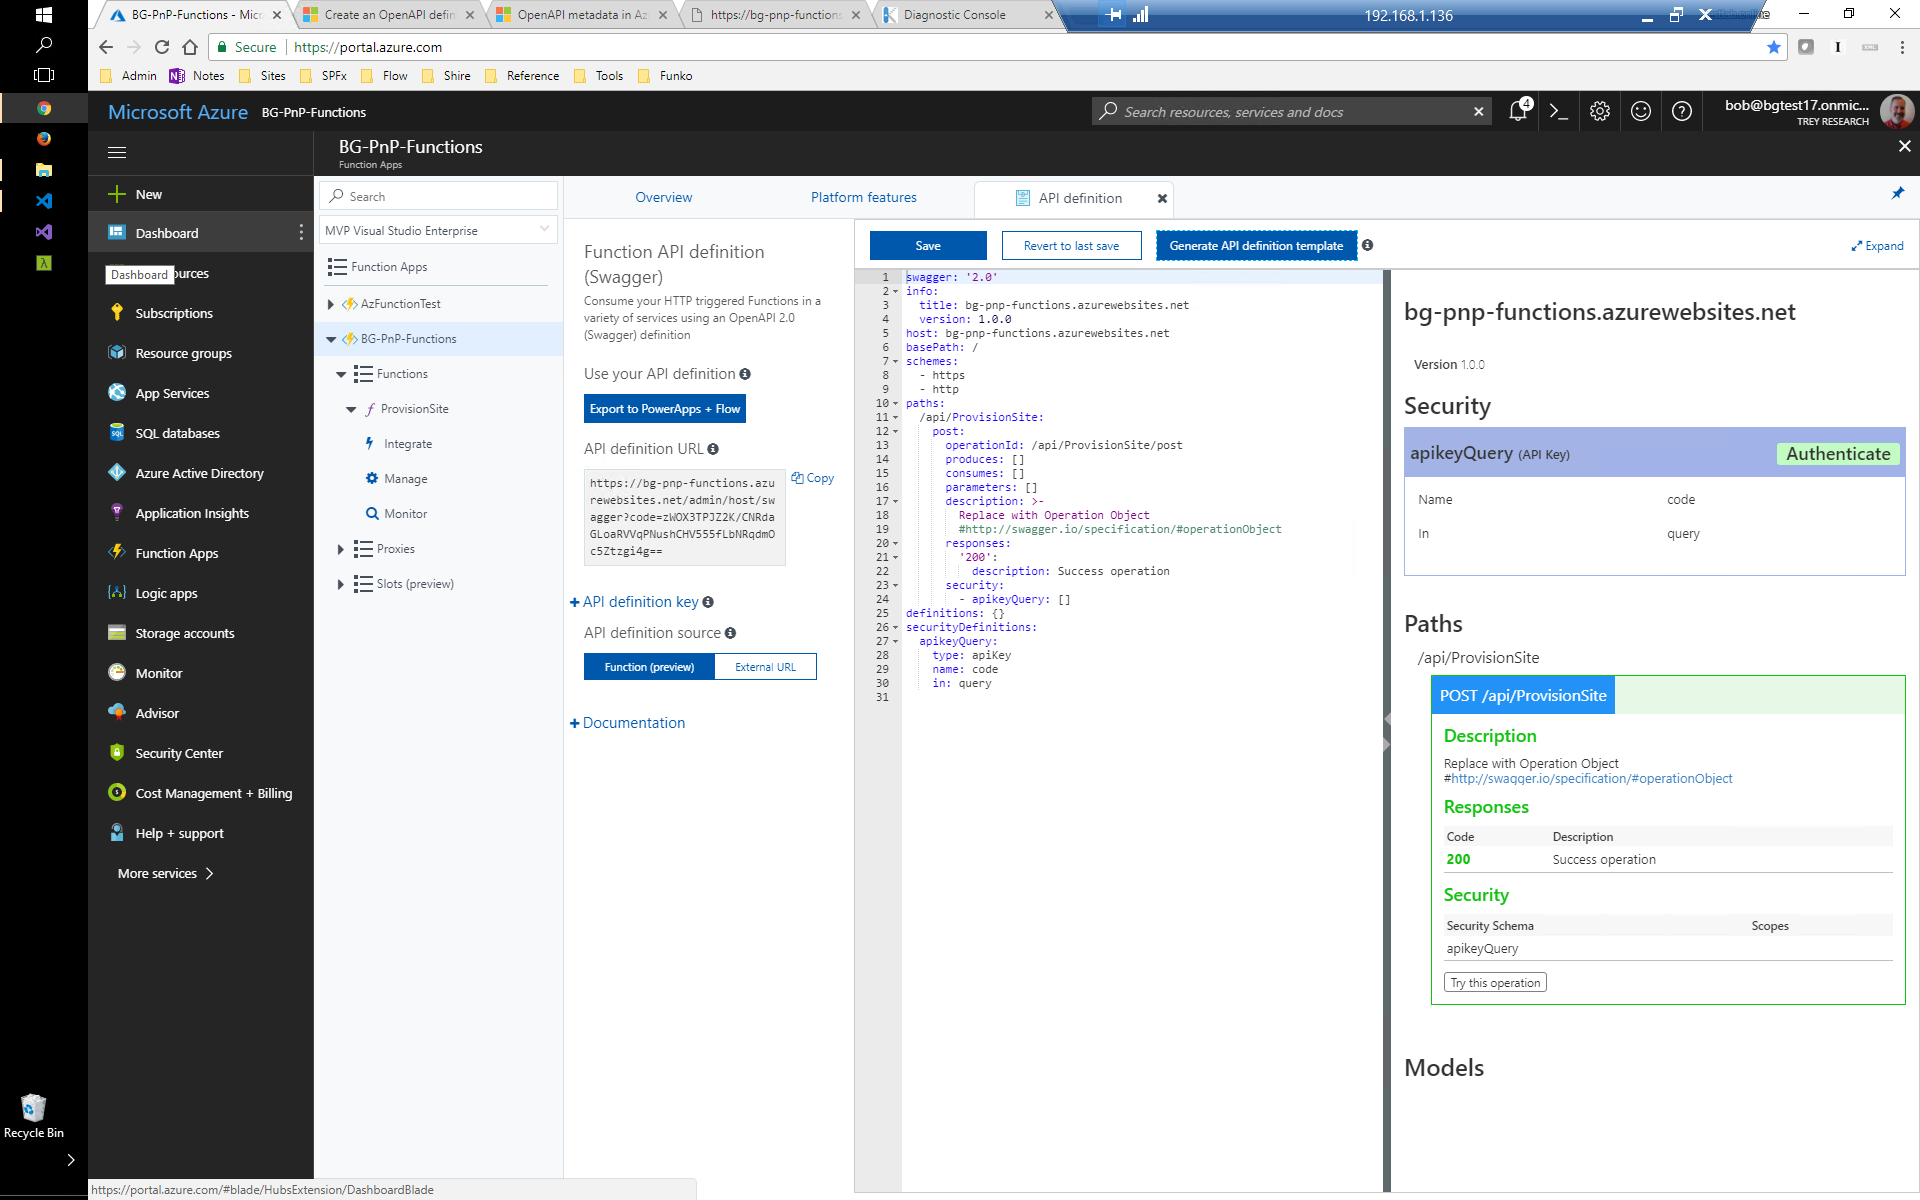 BG-PnP-Functions - Micr
Create an OpenAPI defin
OpenAPI metadata in Az
https://bg-pnp-functions
Diagnostic Console
192.168.1.136
Secure
https://portal.azure.com
Admin
Notes
Sites
SPFx
Flow
Shire
Reference
Tools
Funko
Microsoft Azure
BG-PnP-Functions
Search resources, services and docs
4
bob@bgtest17.onmic...
TREY RESEARCH
BG-PnP-Functions
Function Apps
New
Dashboard
Dashboard
ources
Subscriptions
Resource groups
App Services
SQL databases
Azure Active Directory
Application Insights
Function Apps
Logic apps
Storage accounts
Monitor
Advisor
Security Center
Cost Management + Billing
Help + support
More services
Recycle Bin
https://portal.azure.com/#blade/HubsExtension/DashboardBlade
Search
MVP Visual Studio Enterprise
Function Apps
AzFunctionTest
BG-PnP-Functions
Functions
ProvisionSite
Integrate
Manage
Monitor
Proxies
Slots (preview)
Overview
Platform features
API definition
Function API definition
(Swagger)
Consume your HTTP triggered Functions in a
variety of services using an OpenAPI 2.0
(Swagger) definition
Use your API definition
Export to PowerApps + Flow
API definition URL
https://bg-pnp-functions.azu
rewebsites.net/admin/host/sw
agger?code=zWOX3TPJZ2K/CNRda
GLoaRVVqPNushCHV555fLbNRqdmO
c5Ztzgi4g==
Copy
API definition key
API definition source
Function (preview)
External URL
Documentation
Save
Revert to last save
Generate API definition template
Expand
1 swagger: '2.0'
2 info:
3 title: bg-pnp-functions.azurewebsites.net
4 version: 1.0.0
5 host: bg-pnp-functions.azurewebsites.net
6 basePath: /
7 schemes:
8 - https
9 - http
10 paths:
11 /api/ProvisionSite:
12 post:
13 operationId: /api/ProvisionSite/post
14 produces: []
15 consumes: []
16 parameters: []
17 description: >-
18 Replace with Operation Object
19 #http://swagger.io/specification/#operationObject
20 responses:
21 '200':
22 description: Success operation
23 security:
24 - apikeyQuery: []
25 definitions: {}
26 securityDefinitions:
27 apikeyQuery:
28 type: apiKey
29 name: code
30 in: query
31
bg-pnp-functions.azurewebsites.net
Version 1.0.0
Security
apikeyQuery (API Key)
Authenticate
Name code
In query
Paths
/api/ProvisionSite
POST /api/ProvisionSite
Description
Replace with Operation Object
#http://swagger.io/specification/#operationObject
Responses
Code Description
200 Success operation
Security
Security Schema Scopes
apikeyQuery
Try this operation
Models